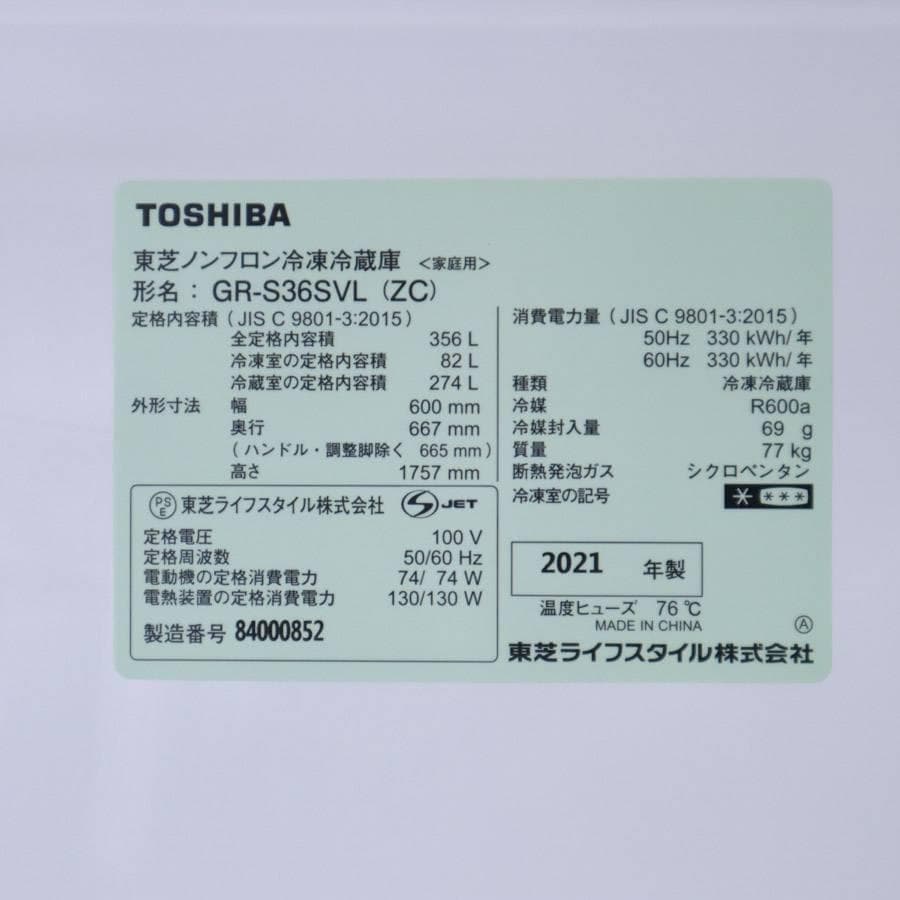 TOSHIBA
東芝ノンフロン冷凍冷蔵庫 <家庭用>
形名: GR-S36SVL (ZC)
定格内容積 (JIS C 9801-3:2015)
全定格内容積 356 L
冷凍室の定格内容積 82 L
冷蔵室の定格内容積 274 L
外形寸法 幅 600 mm
奥行 667 mm
(ハンドル・調整脚除く 665 mm)
高さ 1757 mm
PSE 東芝ライフスタイル株式会社 S JET
定格電圧 100 V
定格周波数 50/60 Hz
電動機の定格消費電力 74/ 74 W
電熱装置の定格消費電力 130/130 W
製造番号 84000852
消費電力量 (JIS C 9801-3:2015)
50Hz 330 kWh/年
60Hz 330 kWh/年
種類 冷凍冷蔵庫
冷媒 R600a
冷媒封入量 69 g
質量 77 kg
断熱発泡ガス シクロペンタン
冷凍室の記号 * ***
2021 年製
温度ヒューズ 76℃
MADE IN CHINA Ⓐ
東芝ライフスタイル株式会社